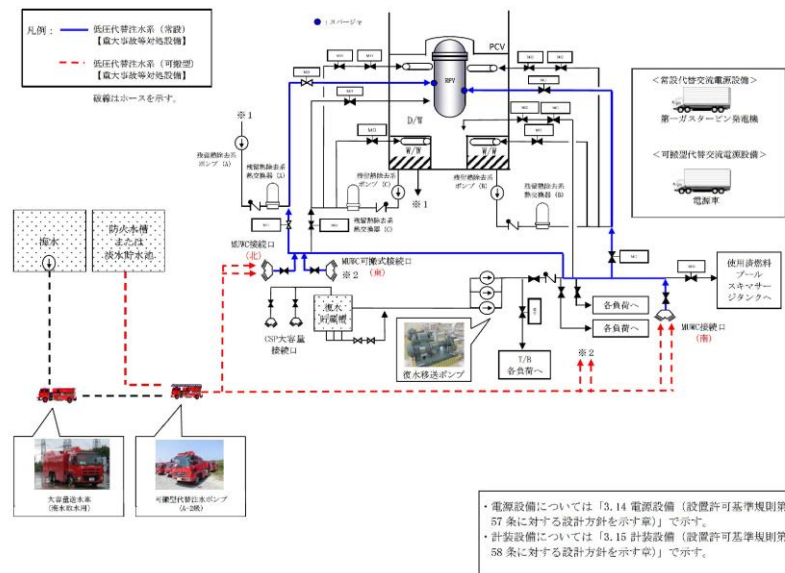 凡例：
低圧代替注水系（常設）
【重大事故等対処設備】
低圧代替注水系（可搬型）
【重大事故等対処設備】
破線はホースを示す。
●：スパージャ
PCV
RPV
D/W
W/W
W/W
MO
MO
MO
MO
MO
MO
※1
※1
残留熱除去系
ポンプ（A）
残留熱除去系
熱交換器（A）
残留熱除去系
ポンプ（C）
残留熱除去系
熱交換器（C）
残留熱除去系
ポンプ（B）
残留熱除去系
熱交換器（B）
＜常設代替交流電源設備＞
第一ガスタービン発電機
＜可搬型代替交流電源設備＞
電源車
海水
防火水槽
または
淡水貯水池
MUWC接続口
（北）
MUWC可搬式接続口
※2 （東）
復水
貯蔵槽
CSP大容量
接続口
復水移送ポンプ
T/B
各負荷へ
各負荷へ
各負荷へ
使用済燃料
プール
スキマサー
ジタンクへ
MUWC接続口
（南）
※2
大容量送水車
（海水取水用）
可搬型代替注水ポンプ
（A-2級）
・電源設備については「3.14 電源設備（設置許可基準規則第
57 条に対する設計方針を示す章）」で示す。
・計装設備については「3.15 計装設備（設置許可基準規則第
58 条に対する設計方針を示す章）」で示す。